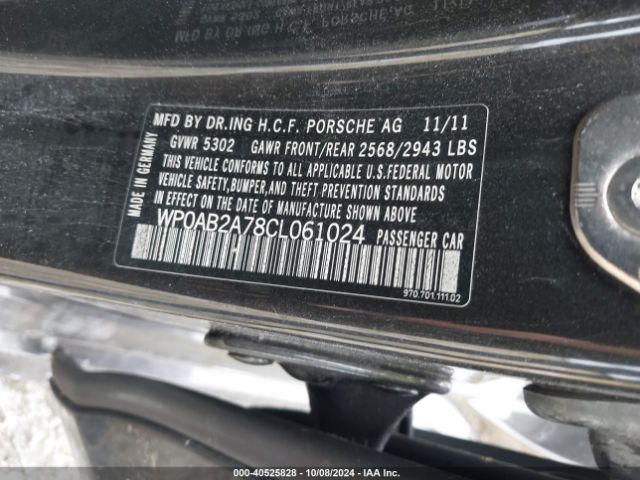 MFD BY DR.ING H.C.F. PORSCHE AG 11/11
GVWR 5302 GAWR FRONT/REAR 2568/2943 LBS
THIS VEHICLE CONFORMS TO ALL APPLICABLE U.S.FEDERAL MOTOR
VEHICLE SAFETY,BUMPER,AND THEFT PREVENTION STANDARDS
IN EFFECT ON THE DATE OF MANUFACTURE SHOWN ABOVE.
WP0AB2A78CL061024 PASSENGER CAR
MADE IN GERMANY
970.701.111.02
000-40525828 - 10/08/2024 - IAA Inc.